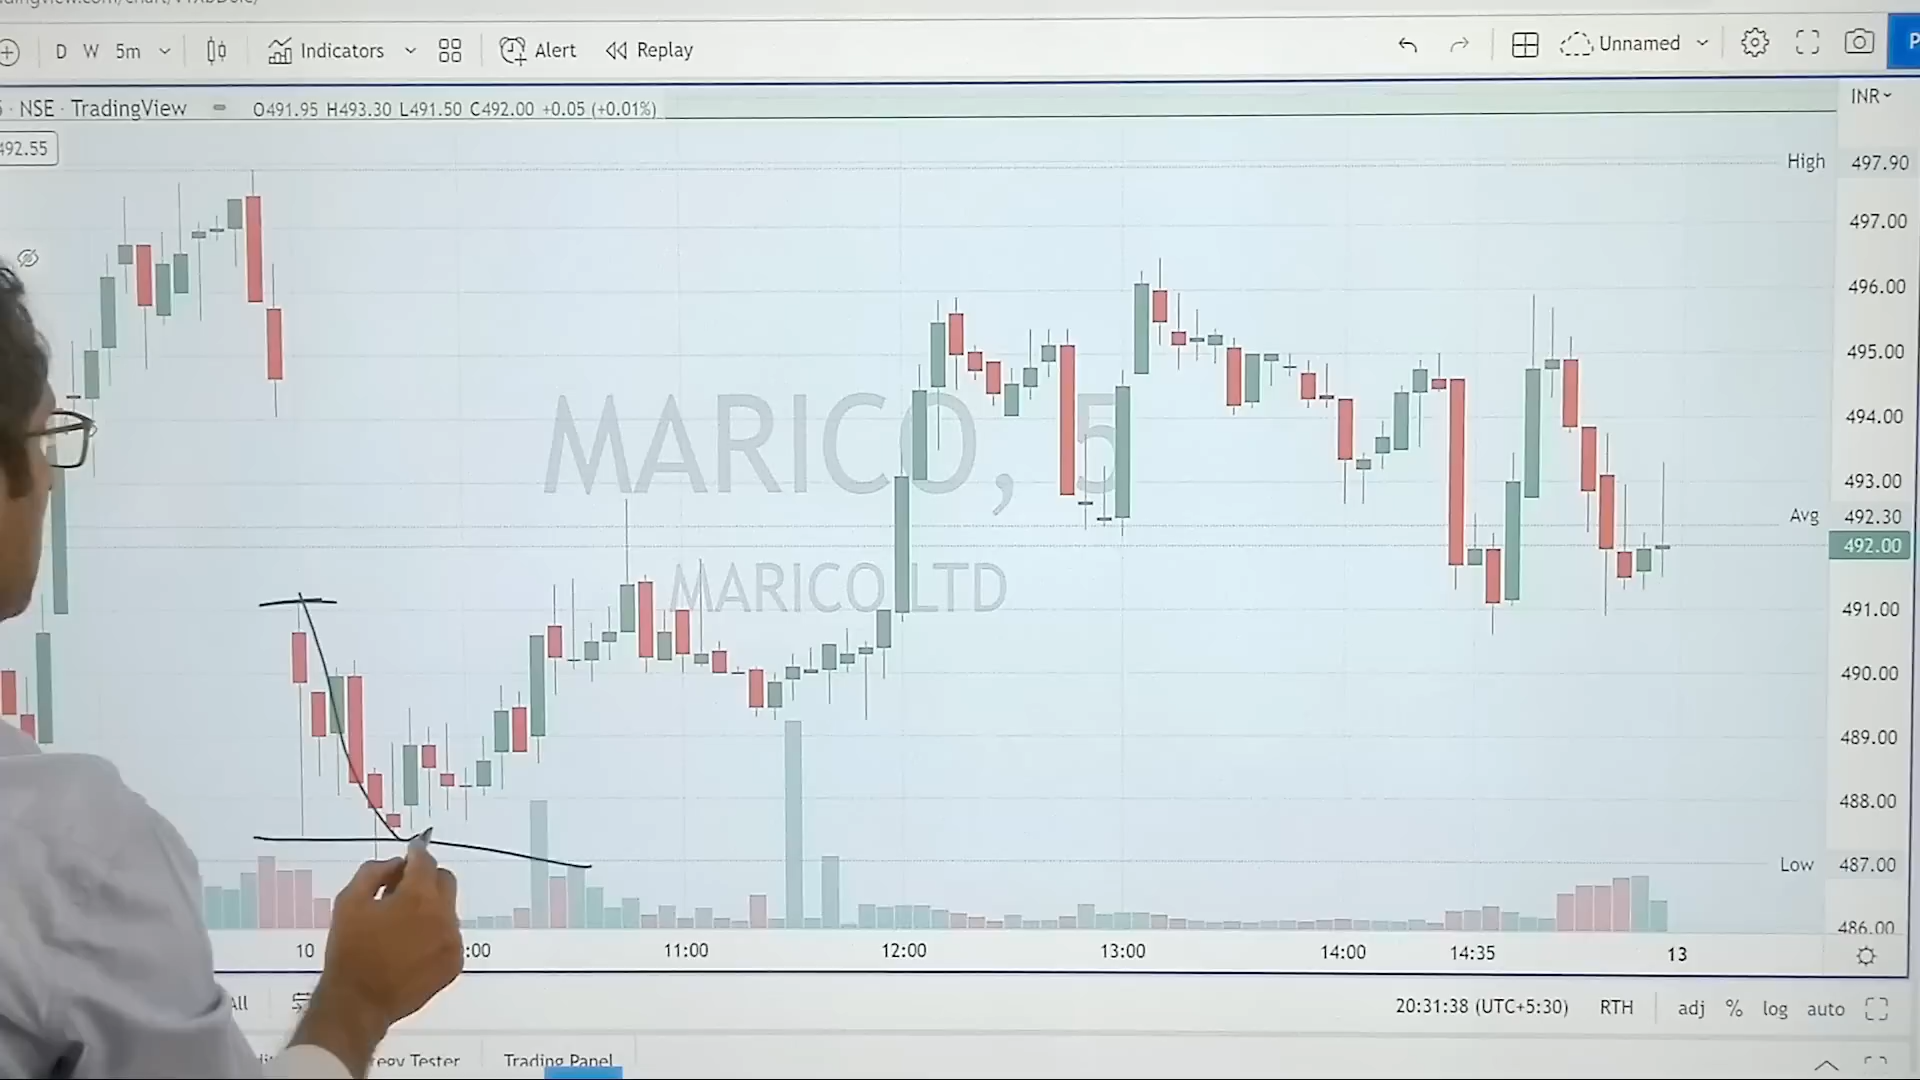 D W 5m Indicators Alert Replay Unnamed
· NSE · TradingView O491.95 H493.30 L491.50 C492.00 +0.05 (+0.01%) INR
492.55
High 497.90
497.00
496.00
495.00
494.00
493.00
Avg 492.30
492.00
491.00
490.00
489.00
488.00
Low 487.00
486.00
MARICO, 5
MARICO LTD
10 :00 11:00 12:00 13:00 14:00 14:35 13
All 20:31:38 (UTC+5:30) RTH adj % log auto
egy Tester Trading Panel